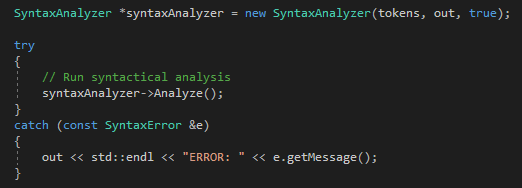 SyntaxAnalyzer *syntaxAnalyzer = new SyntaxAnalyzer(tokens, out, true);
try
{
// Run syntactical analysis
syntaxAnalyzer->Analyze();
}
catch (const SyntaxError &e)
{
out << std::endl << "ERROR: " << e.getMessage();
}